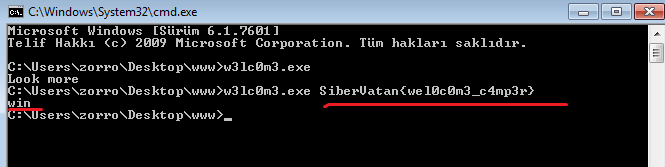 C:\Windows\System32\cmd.exe
Microsoft Windows [Sürüm 6.1.7601]
Telif Hakkı (c) 2009 Microsoft Corporation. Tüm hakları saklıdır.
C:\Users\zorro\Desktop\www>w3lc0m3.exe
Look more
C:\Users\zorro\Desktop\www>w3lc0m3.exe SiberVatan{wel0c0m3_c4mp3r}
win
C:\Users\zorro\Desktop\www>_